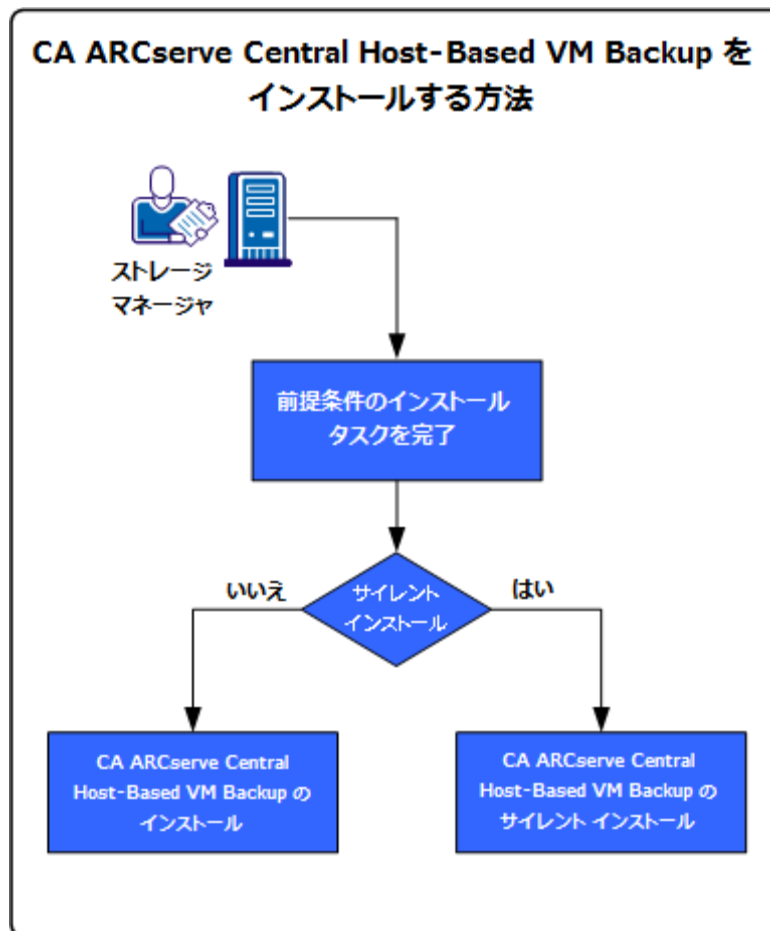 CA ARCserve Central Host-Based VM Backup を
インストールする方法
ストレージ
マネージャ
前提条件のインストール
タスクを完了
いいえ
サイレント
インストール
はい
CA ARCserve Central
Host-Based VM Backup の
インストール
CA ARCserve Central
Host-Based VM Backup の
サイレント インストール